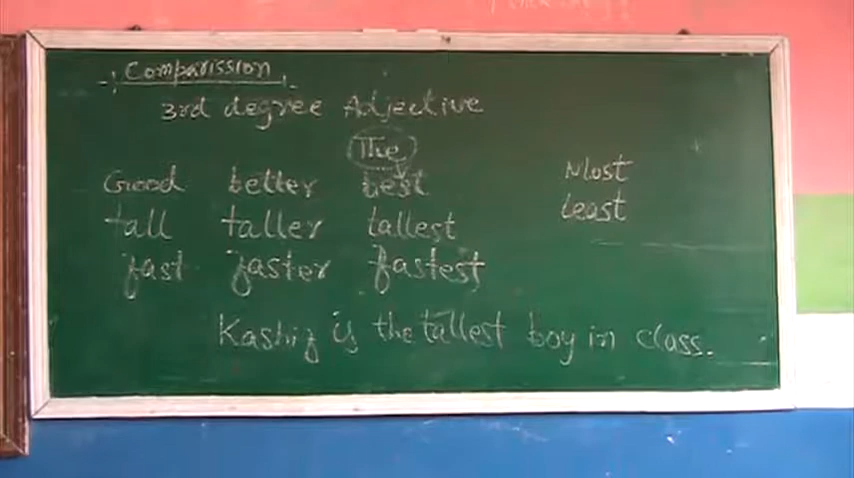 Comparission
3rd degree Adjective
The
Good better best Most
tall taller tallest Least
fast faster fastest
Kashif is the tallest boy in class.